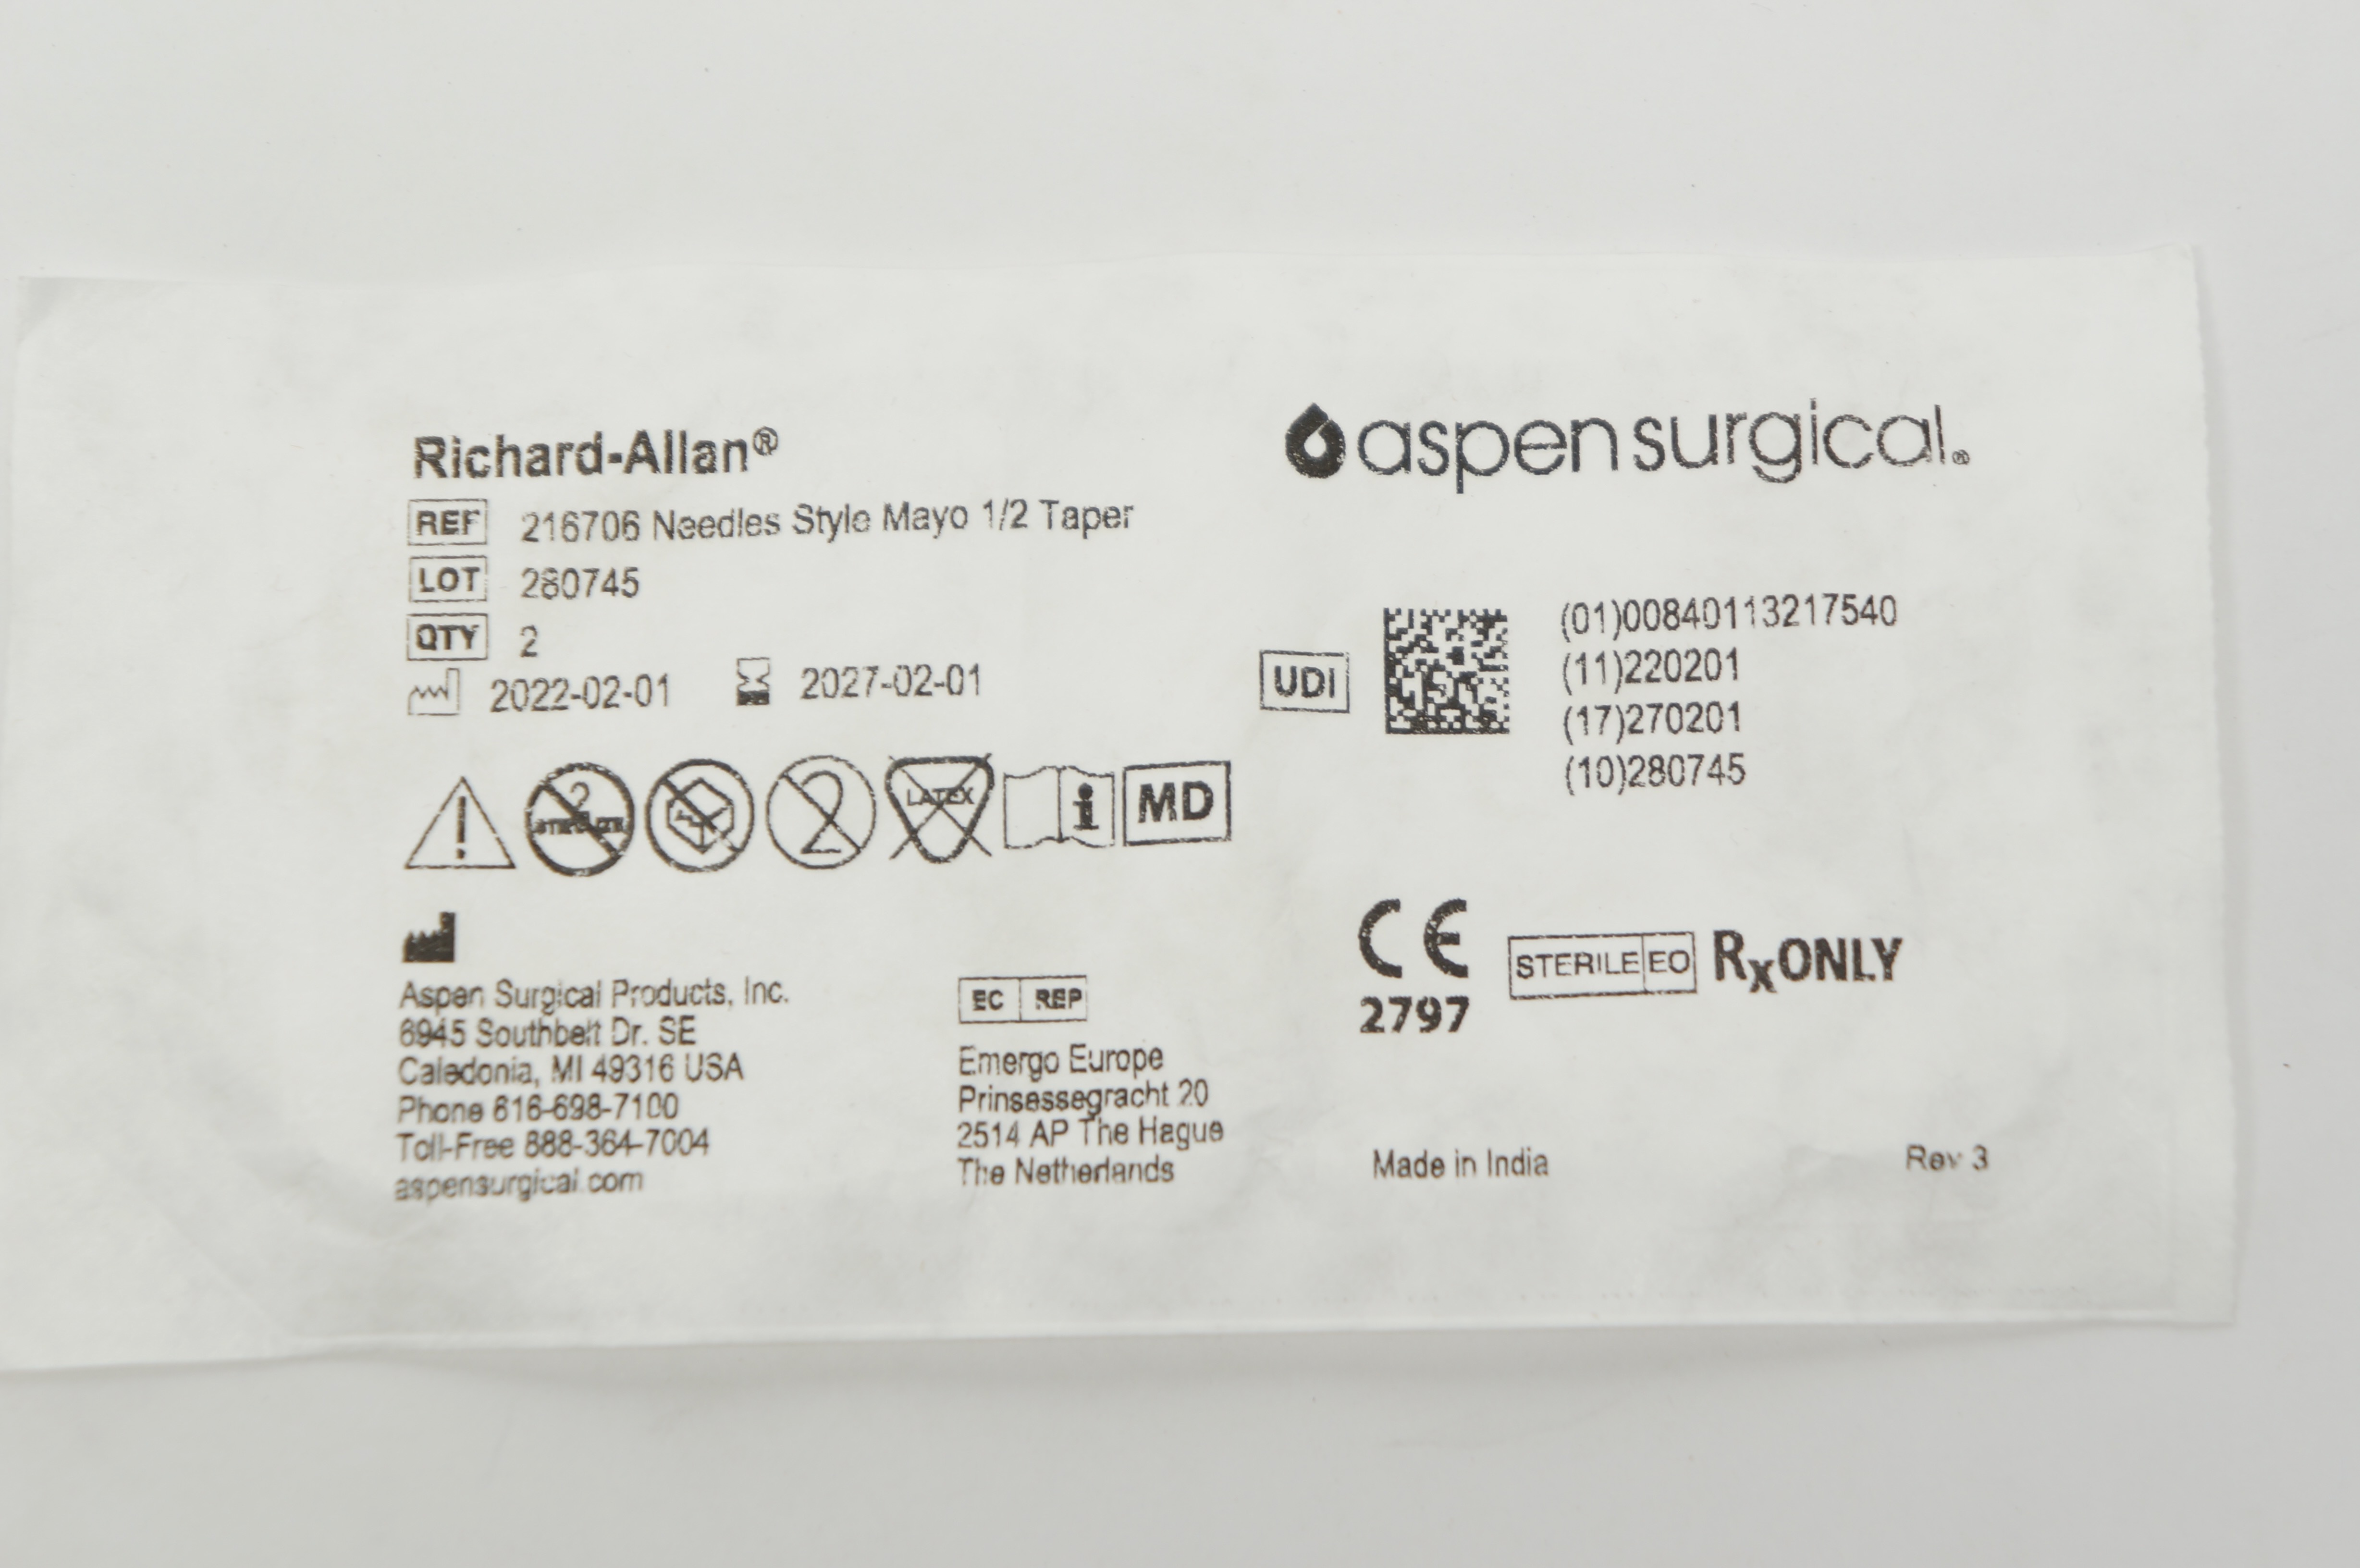 Richard-Allan®
REF 216706 Needles Style Mayo 1/2 Taper
LOT 280745
QTY 2
2022-02-01 2027-02-01
2 STERILIZE 2 LATEX i MD
Aspen Surgical Products, Inc.
6945 Southbelt Dr. SE
Caledonia, MI 49316 USA
Phone 616-698-7100
Toll-Free 888-364-7004
aspensurgical.com
EC REP
Emergo Europe
Prinsessegracht 20
2514 AP The Hague
The Netherlands
aspen surgical®
UDI
(01)00840113217540
(11)220201
(17)270201
(10)280745
CE
2797
STERILE EO
Rx ONLY
Made in India
Rev 3